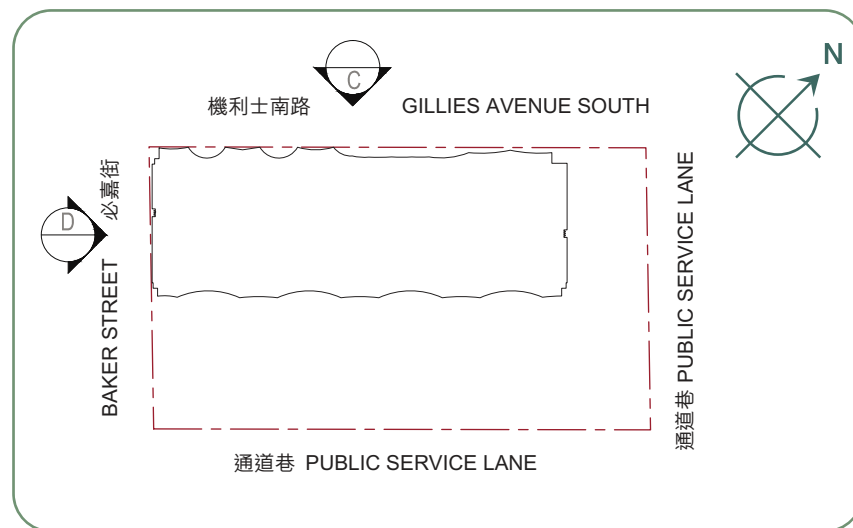 N
C
機利士南路 GILLIES AVENUE SOUTH
必嘉街
D
BAKER STREET
通道巷 PUBLIC SERVICE LANE
通道巷 PUBLIC SERVICE LANE